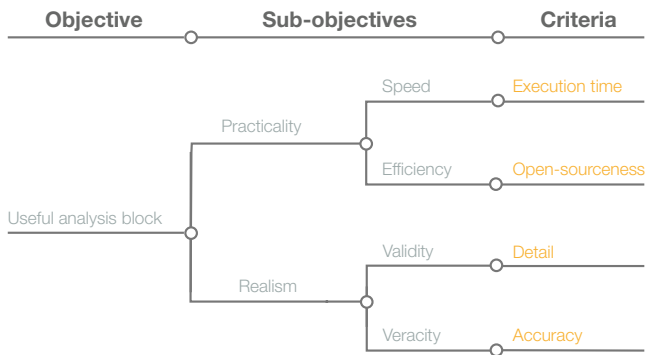 Objective Sub-objectives Criteria
Speed Execution time
Practicality
Efficiency Open-sourceness
Useful analysis block
Validity Detail
Realism
Veracity Accuracy